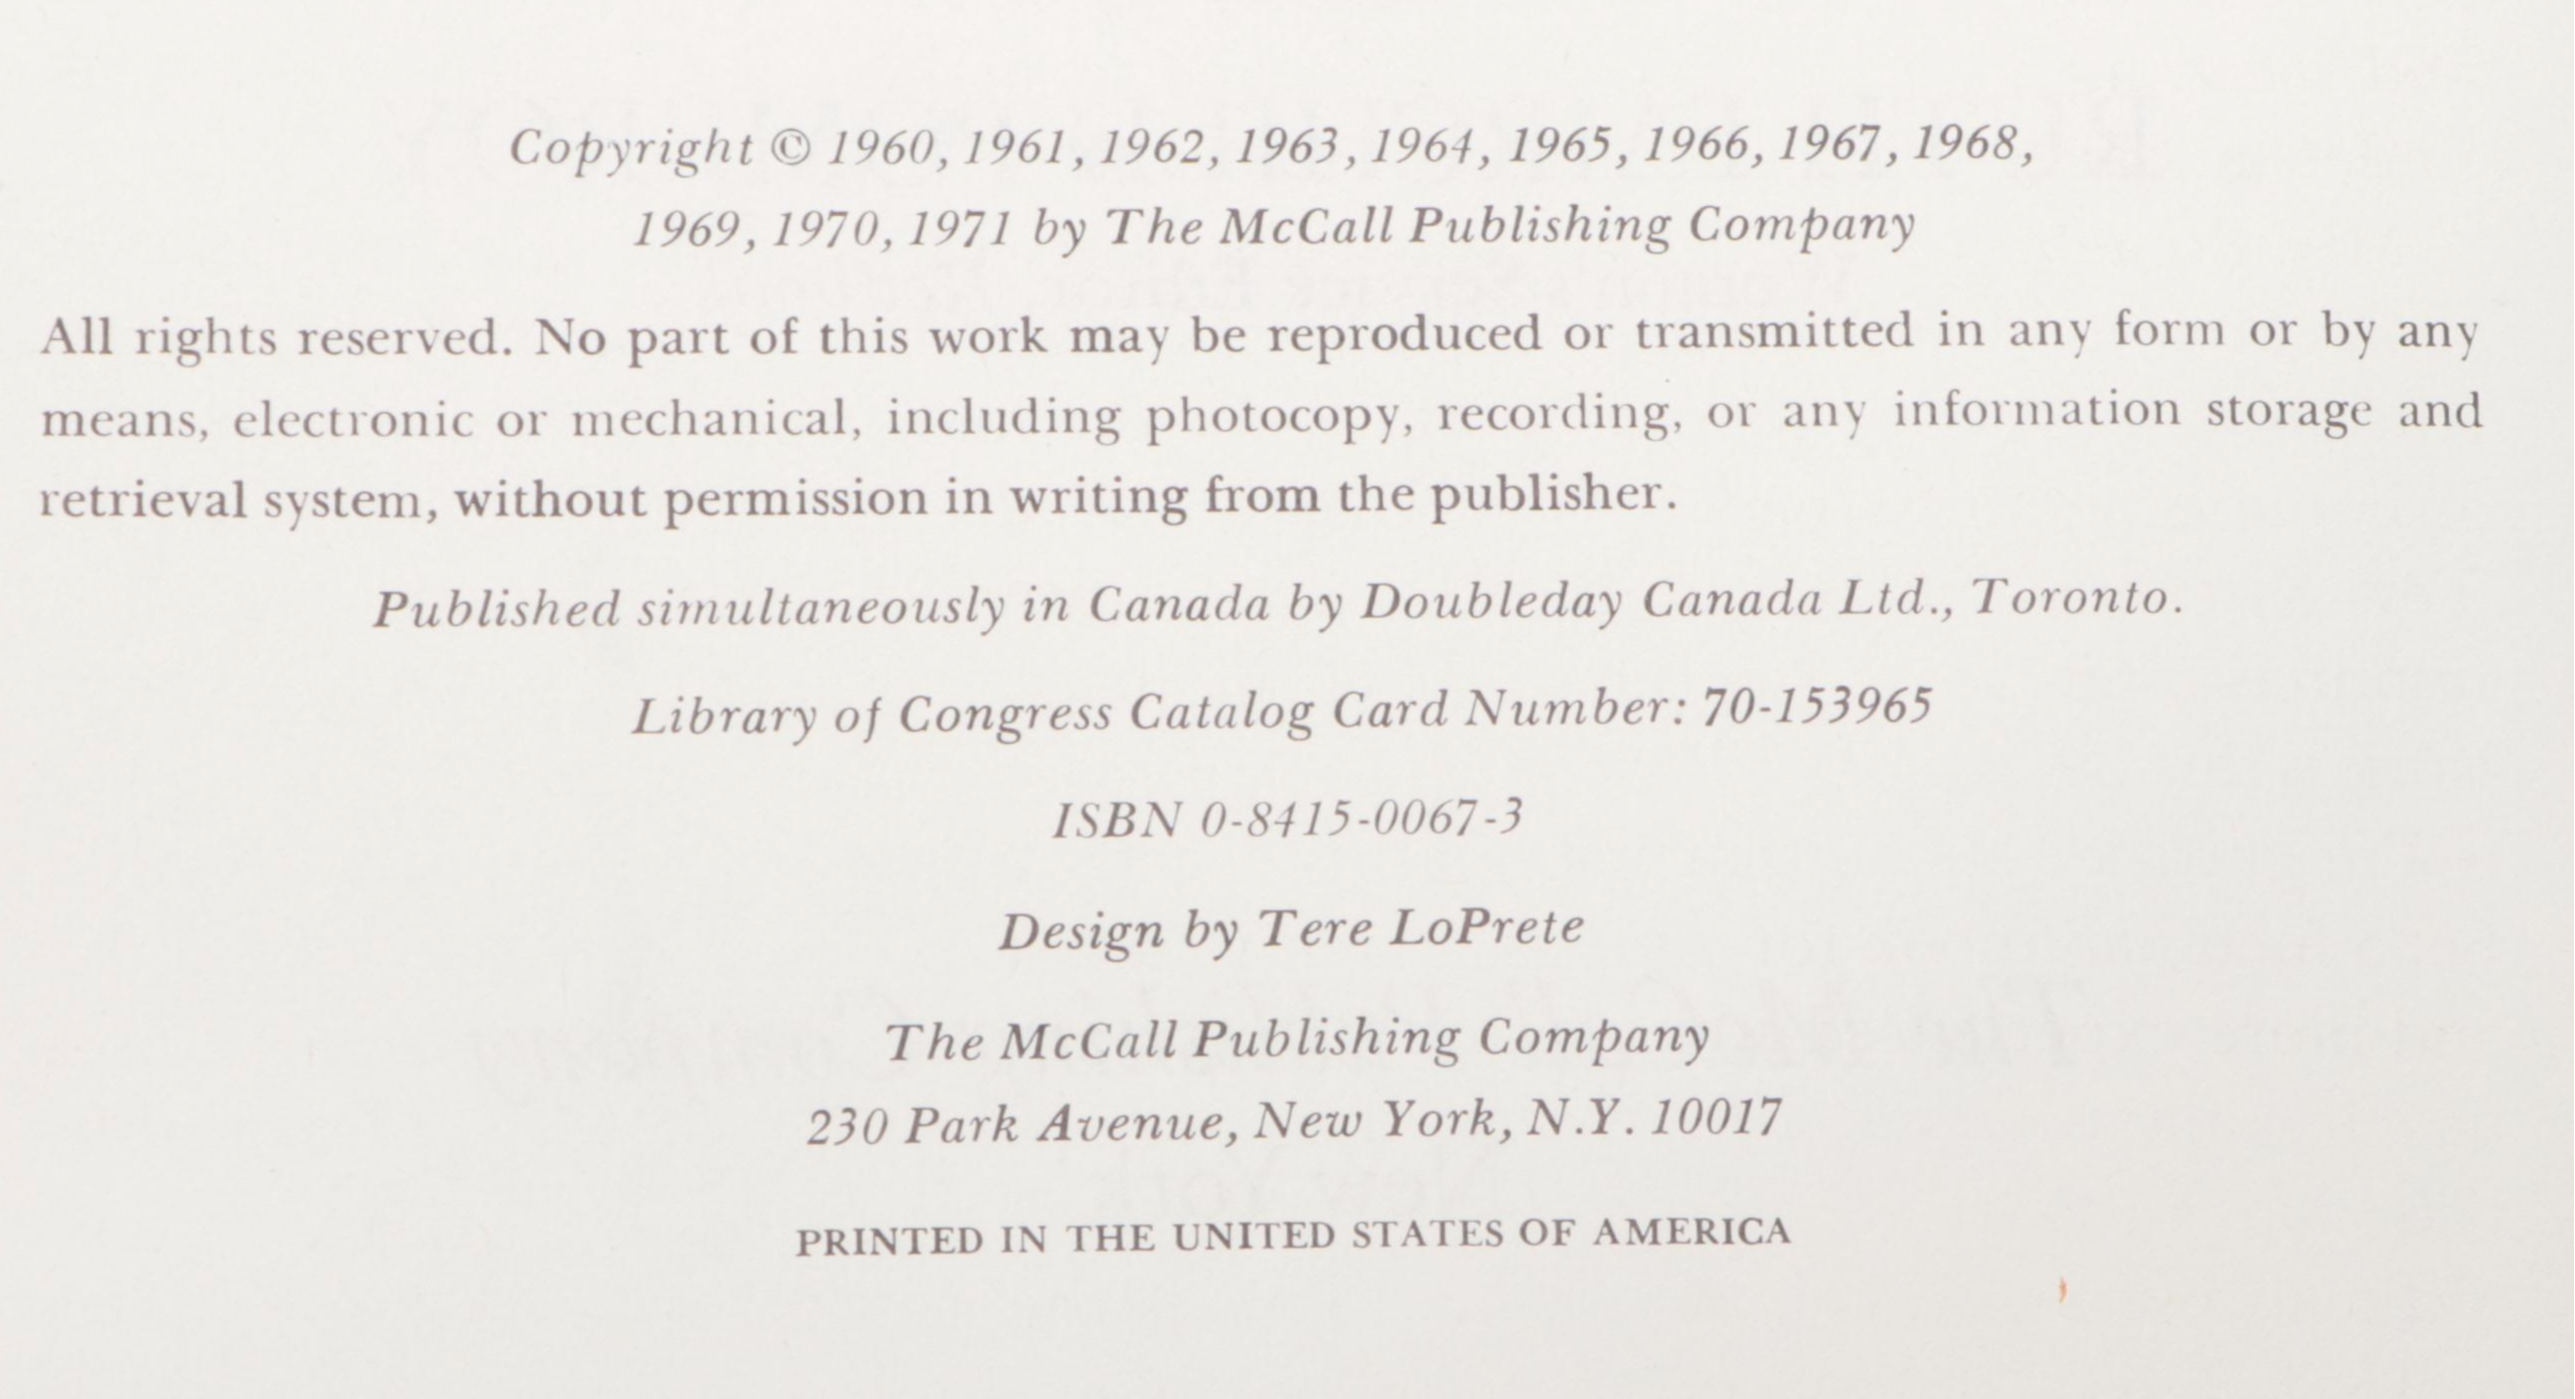 Copyright © 1960, 1961, 1962, 1963, 1964, 1965, 1966, 1967, 1968,
1969, 1970, 1971 by The McCall Publishing Company
All rights reserved. No part of this work may be reproduced or transmitted in any form or by any
means, electronic or mechanical, including photocopy, recording, or any information storage and
retrieval system, without permission in writing from the publisher.
Published simultaneously in Canada by Doubleday Canada Ltd., Toronto.
Library of Congress Catalog Card Number: 70-153965
ISBN 0-8415-0067-3
Design by Tere LoPrete
The McCall Publishing Company
230 Park Avenue, New York, N.Y. 10017
PRINTED IN THE UNITED STATES OF AMERICA